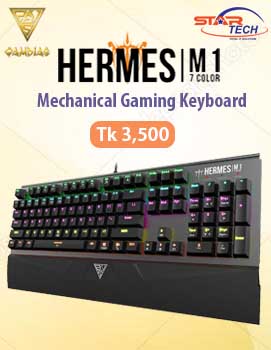 GAMDIAS
STAR
TECH
HERMES M1
7 COLOR
Mechanical Gaming Keyboard
Tk 3,500
HERMES M1